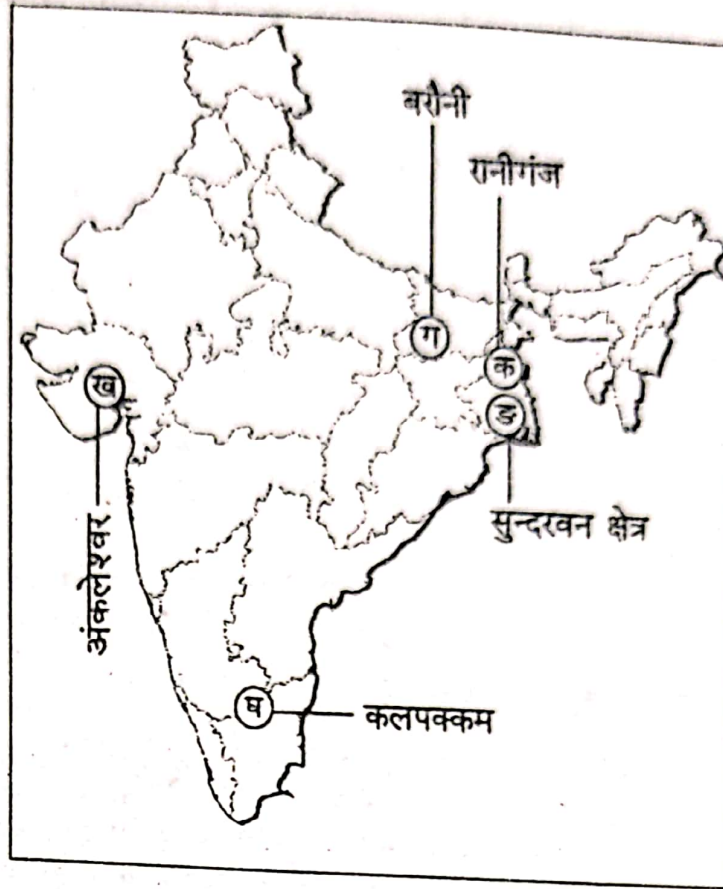 बरौनी
रानीगंज
ग
क
ख
ङ
सुन्दरवन क्षेत्र
अंकलेश्वर
घ
कलपक्कम